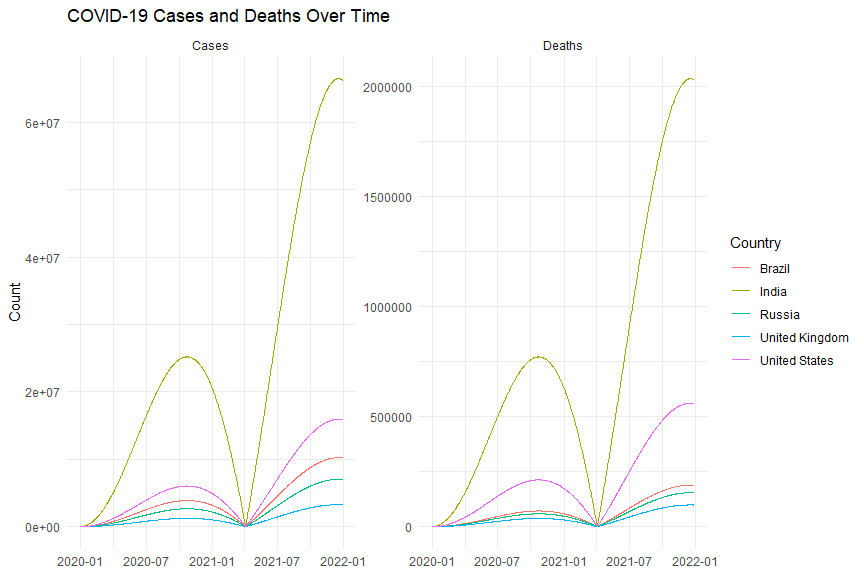 COVID-19 Cases and Deaths Over Time
Cases
Deaths
Count
6e+07
4e+07
2e+07
0e+00
2020-01 2020-07 2021-01 2021-07 2022-01
2000000
1500000
1000000
500000
0
2020-01 2020-07 2021-01 2021-07 2022-01
Country
Brazil
India
Russia
United Kingdom
United States